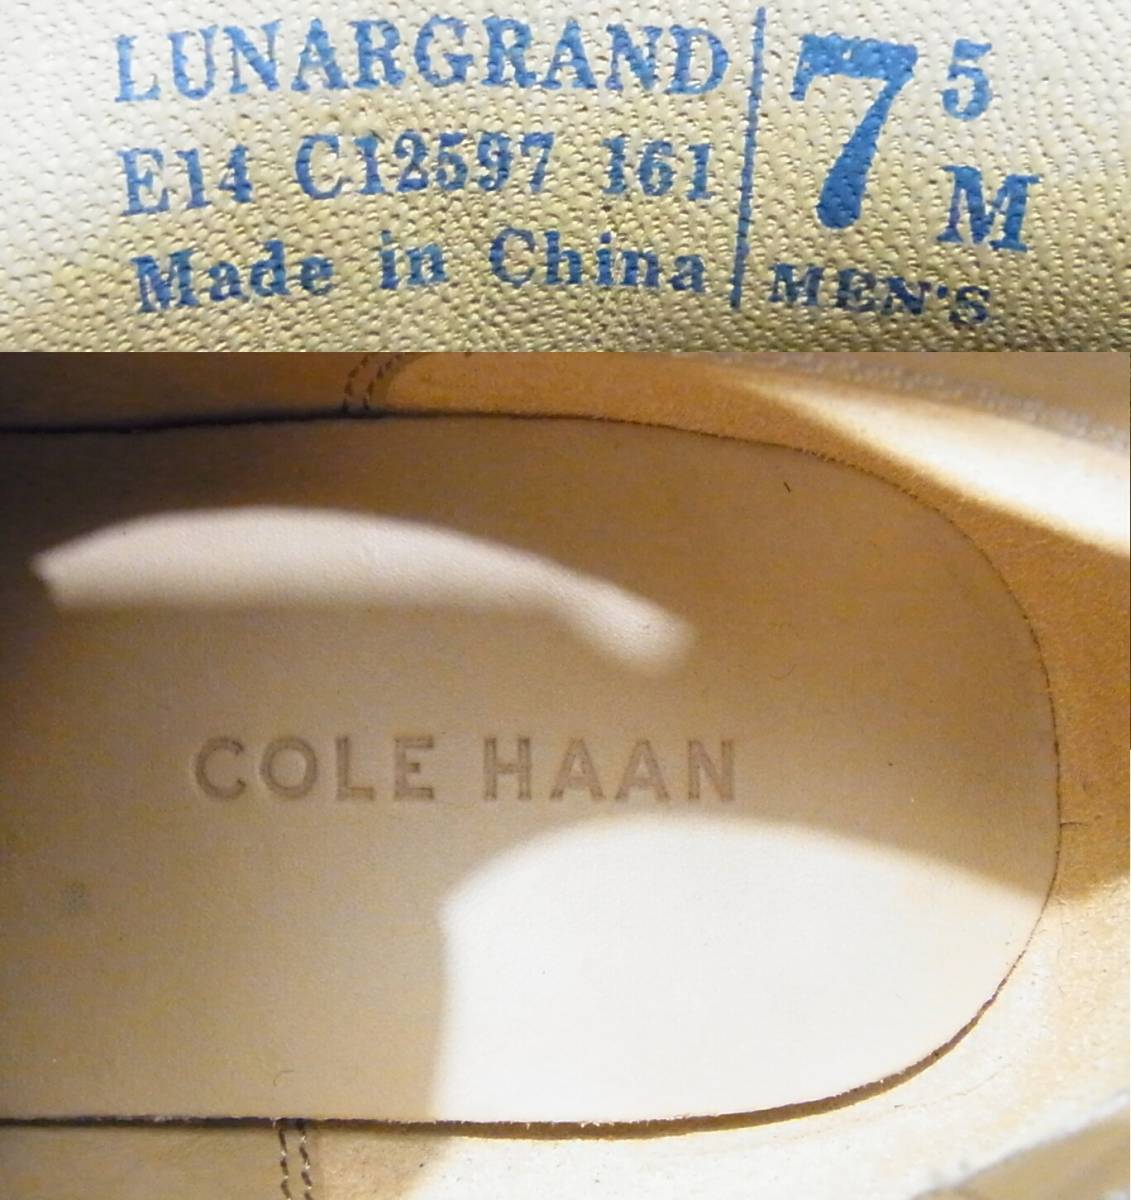 LUNARGRAND
E14 C12597 161
Made in China
7 5
M
MEN'S
COLE HAAN